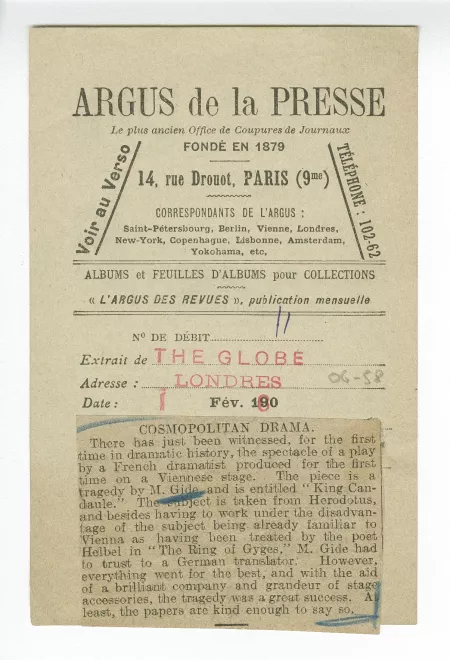 ARGUS de la PRESSE
Le plus ancien Office de Coupures de Journaux
FONDÉ EN 1879
Voir au Verso
14, rue Drouot, PARIS (9me)
TÉLÉPHONE : 102-62
CORRESPONDANTS DE L'ARGUS :
Saint-Pétersbourg, Berlin, Vienne, Londres,
New-York, Copenhague, Lisbonne, Amsterdam,
Yokohama, etc.
ALBUMS et FEUILLES D'ALBUMS pour COLLECTIONS
« L'ARGUS DES REVUES », publication mensuelle
11
No DE DÉBIT
Extrait de THE GLOBE
Adresse : LONDRES
06-58
Date : 1 Fév. 1908
COSMOPOLITAN DRAMA.
There has just been witnessed, for the first
time in dramatic history, the spectacle of a play
by a French dramatist produced for the first
time on a Viennese stage. The piece is a
tragedy by M. Gide, and is entitled "King Can-
daule." The subject is taken from Herodotus,
and besides having to work under the disadvan-
tage of the subject being already familiar to
Vienna as having been treated by the poet
Helbel in "The Ring of Gyges," M. Gide had
to trust to a German translator. However,
everything went for the best, and with the aid
of a brilliant company and grandeur of stage
accessories, the tragedy was a great success. At
least, the papers are kind enough to say so.